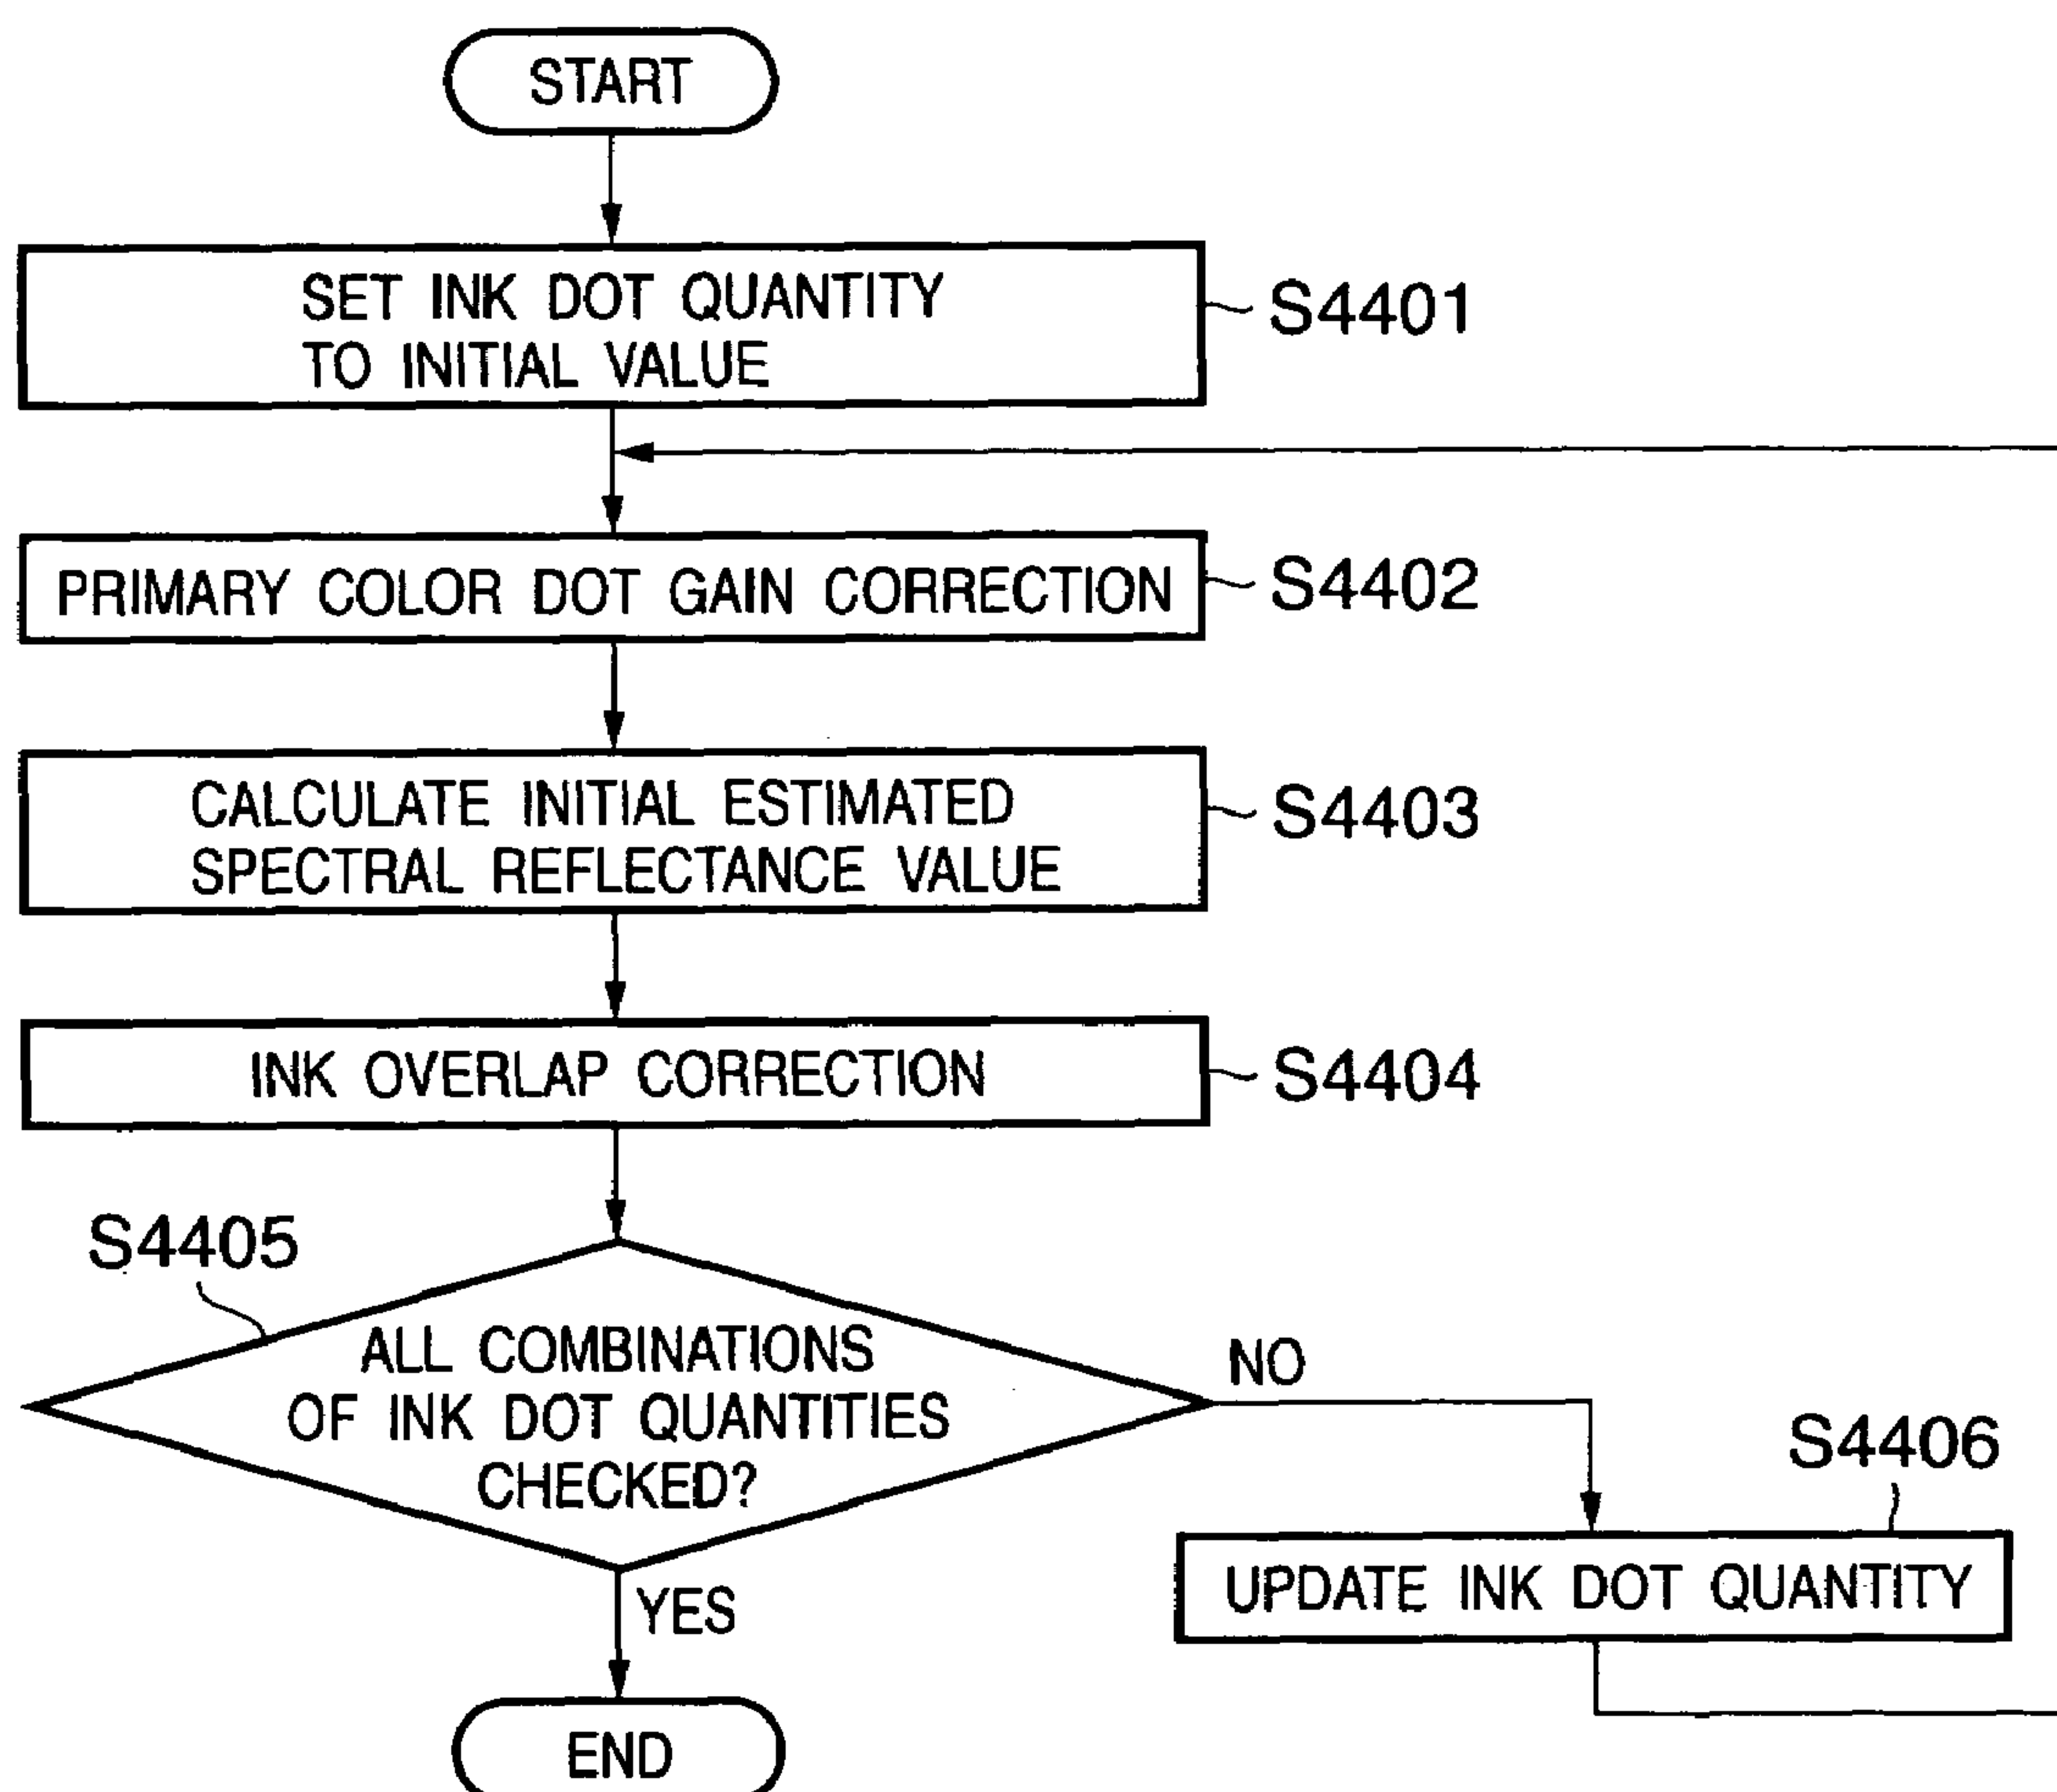 START
SET INK DOT QUANTITY
TO INITIAL VALUE
S4401
PRIMARY COLOR DOT GAIN CORRECTION
S4402
CALCULATE INITIAL ESTIMATED
SPECTRAL REFLECTANCE VALUE
S4403
INK OVERLAP CORRECTION
S4404
S4405
ALL COMBINATIONS
OF INK DOT QUANTITIES
CHECKED?
NO
S4406
UPDATE INK DOT QUANTITY
YES
END